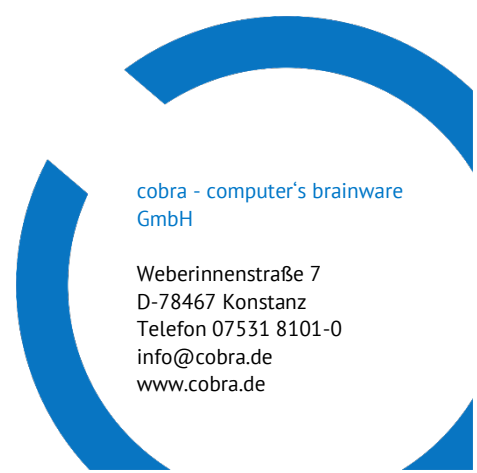 cobra - computer‘s brainware
GmbH
Weberinnenstraße 7
D-78467 Konstanz
Telefon 07531 8101-0
info@cobra.de
www.cobra.de